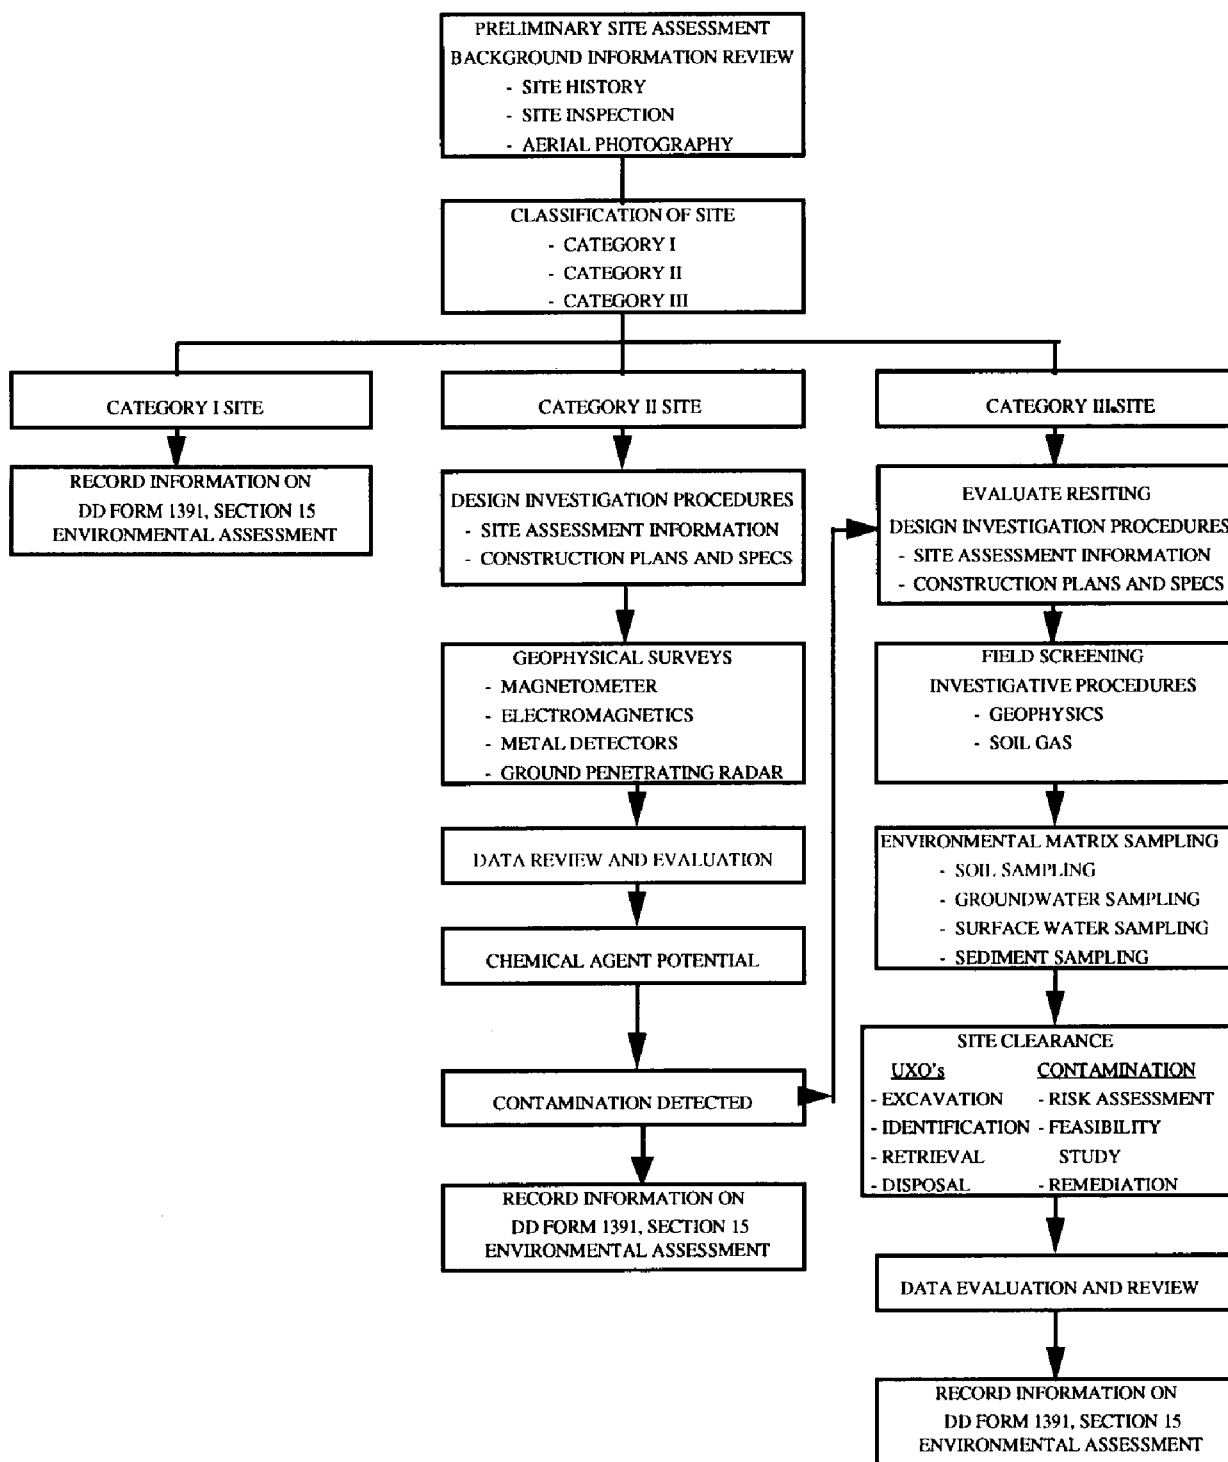 PRELIMINARY SITE ASSESSMENT
BACKGROUND INFORMATION REVIEW
- SITE HISTORY
- SITE INSPECTION
- AERIAL PHOTOGRAPHY
CLASSIFICATION OF SITE
- CATEGORY I
- CATEGORY II
- CATEGORY III
CATEGORY I SITE
RECORD INFORMATION ON
DD FORM 1391, SECTION 15
ENVIRONMENTAL ASSESSMENT
CATEGORY II SITE
DESIGN INVESTIGATION PROCEDURES
- SITE ASSESSMENT INFORMATION
- CONSTRUCTION PLANS AND SPECS
GEOPHYSICAL SURVEYS
- MAGNETOMETER
- ELECTROMAGNETICS
- METAL DETECTORS
- GROUND PENETRATING RADAR
DATA REVIEW AND EVALUATION
CHEMICAL AGENT POTENTIAL
CONTAMINATION DETECTED
RECORD INFORMATION ON
DD FORM 1391, SECTION 15
ENVIRONMENTAL ASSESSMENT
CATEGORY III SITE
EVALUATE RESITING
DESIGN INVESTIGATION PROCEDURES
- SITE ASSESSMENT INFORMATION
- CONSTRUCTION PLANS AND SPECS
FIELD SCREENING
INVESTIGATIVE PROCEDURES
- GEOPHYSICS
- SOIL GAS
ENVIRONMENTAL MATRIX SAMPLING
- SOIL SAMPLING
- GROUNDWATER SAMPLING
- SURFACE WATER SAMPLING
- SEDIMENT SAMPLING
SITE CLEARANCE
UXO's
- EXCAVATION
- IDENTIFICATION
- RETRIEVAL
- DISPOSAL
CONTAMINATION
- RISK ASSESSMENT
- FEASIBILITY
STUDY
- REMEDIATION
DATA EVALUATION AND REVIEW
RECORD INFORMATION ON
DD FORM 1391, SECTION 15
ENVIRONMENTAL ASSESSMENT